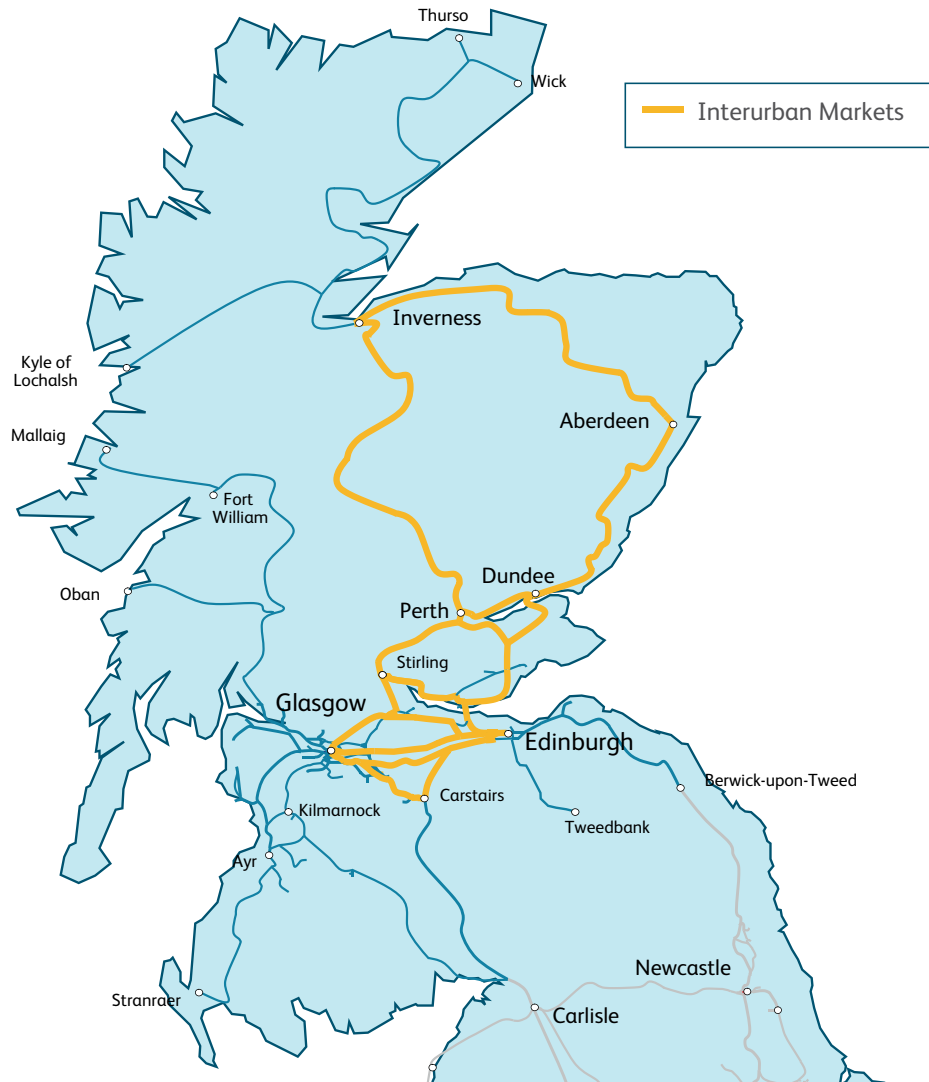 Thurso
Wick
Interurban Markets
Inverness
Kyle of
Lochalsh
Aberdeen
Mallaig
Fort
William
Dundee
Oban
Perth
Stirling
Glasgow
Edinburgh
Berwick-upon-Tweed
Carstairs
Kilmarnock
Tweedbank
Ayr
Newcastle
Stranraer
Carlisle